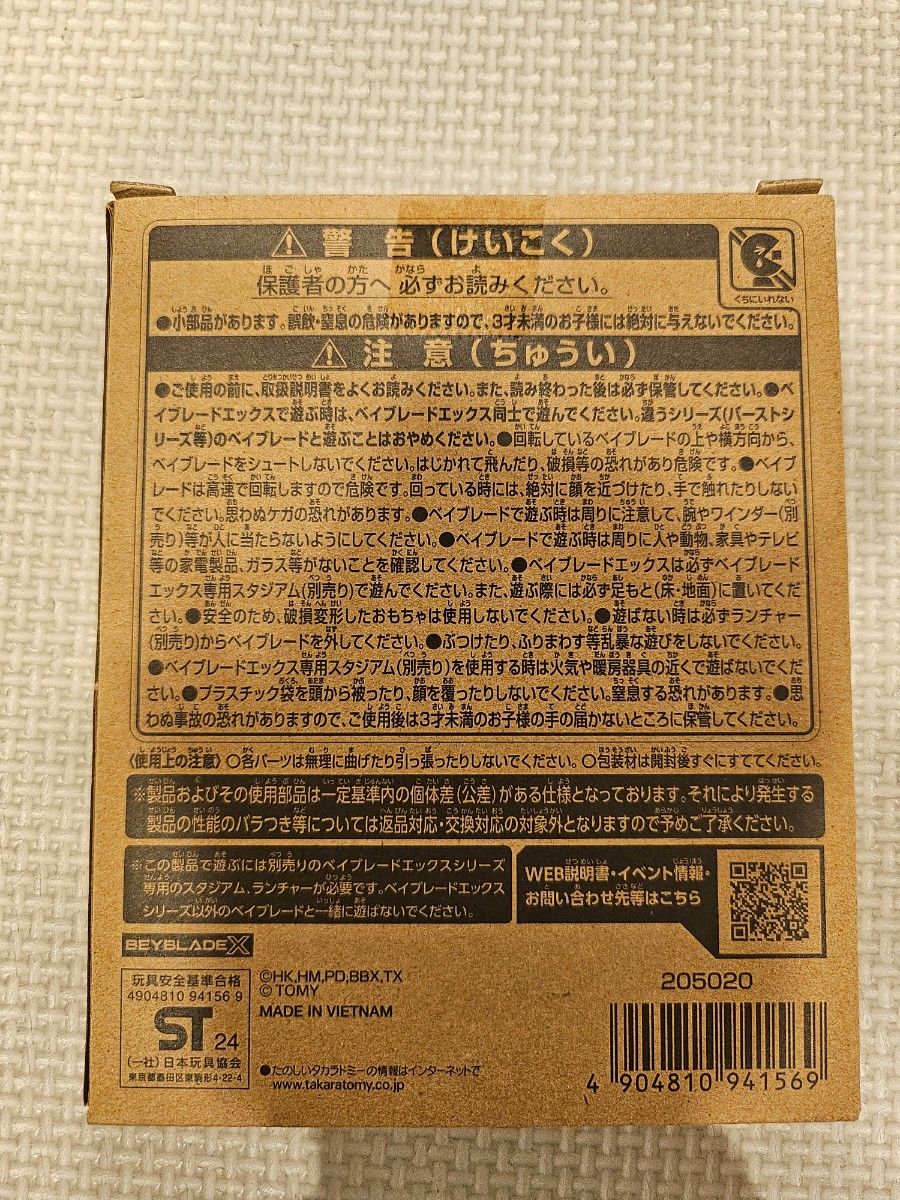 ⚠ 警告(けいこく)
保護者の方へ 必ずお読みください。
くちにいれない
●小部品があります。誤飲・窒息の危険がありますので、3才未満のお子様には絶対に与えないでください。
⚠ 注意(ちゅうい)
●ご使用の前に、取扱説明書をよくお読みください。また、読み終わった後は必ず保管してください。●ベ
イブレードエックスで遊ぶ時は、ベイブレードエックス同士で遊んでください。違うシリーズ(バーストシ
リーズ等)のベイブレードと遊ぶことはおやめください。●回転しているベイブレードの上や横方向から、
ベイブレードをシュートしないでください。はじかれて飛んだり、破損等の恐れがあり危険です。●ベイブ
レードは高速で回転しますので危険です。回っている時には、絶対に顔を近づけたり、手で触れたりしない
でください。思わぬケガの恐れがあります。●ベイブレードで遊ぶ時は周りに注意して、腕やワインダー(別
売り)等が人に当たらないようにしてください。●ベイブレードで遊ぶ時は周りに人や動物、家具やテレビ
等の家電製品、ガラス等がないことを確認してください。●ベイブレードエックスは必ずベイブレード
エックス専用スタジアム(別売り)で遊んでください。また、遊ぶ際には必ず足もと(床・地面)に置いてくだ
さい。●安全のため、破損変形したおもちゃは使用しないでください。●遊ばない時は必ずランチャー
(別売り)からベイブレードを外してください。●ぶつけたり、ふりまわす等乱暴な遊びをしないでください。
●ベイブレードエックス専用スタジアム(別売り)を使用する時は火気や暖房器具の近くで遊ばないでくだ
さい。●プラスチック袋を頭から被ったり、顔を覆ったりしないでください。窒息する恐れがあります。●思
わぬ事故の恐れがありますので、ご使用後は3才未満のお子様の手の届かないところに保管してください。
〈使用上の注意〉○各パーツは無理に曲げたり引っ張ったりしないでください。○包装材は開封後すぐにすててください。
※製品およびその使用部品は一定基準内の個体差(公差)がある仕様となっております。それにより発生する
製品の性能のバラつき等については返品対応・交換対応の対象外となりますので予めご了承ください。
※この製品で遊ぶには別売りのベイブレードエックスシリーズ
専用のスタジアム、ランチャーが必要です。ベイブレードエックス
シリーズ以外のベイブレードと一緒に遊ばないでください。
WEB説明書・イベント情報・
お問い合わせ先等はこちら
BEYBLADE X
玩具安全基準合格
4904810 94156 9
ST 24
(一社)日本玩具協会
東京都墨田区東駒形4-22-4
©HK,HM,PD,BBX,TX
© TOMY
MADE IN VIETNAM
●たのしいタカラトミーの情報はインターネットで
www.takaratomy.co.jp
205020
4 904810 941569